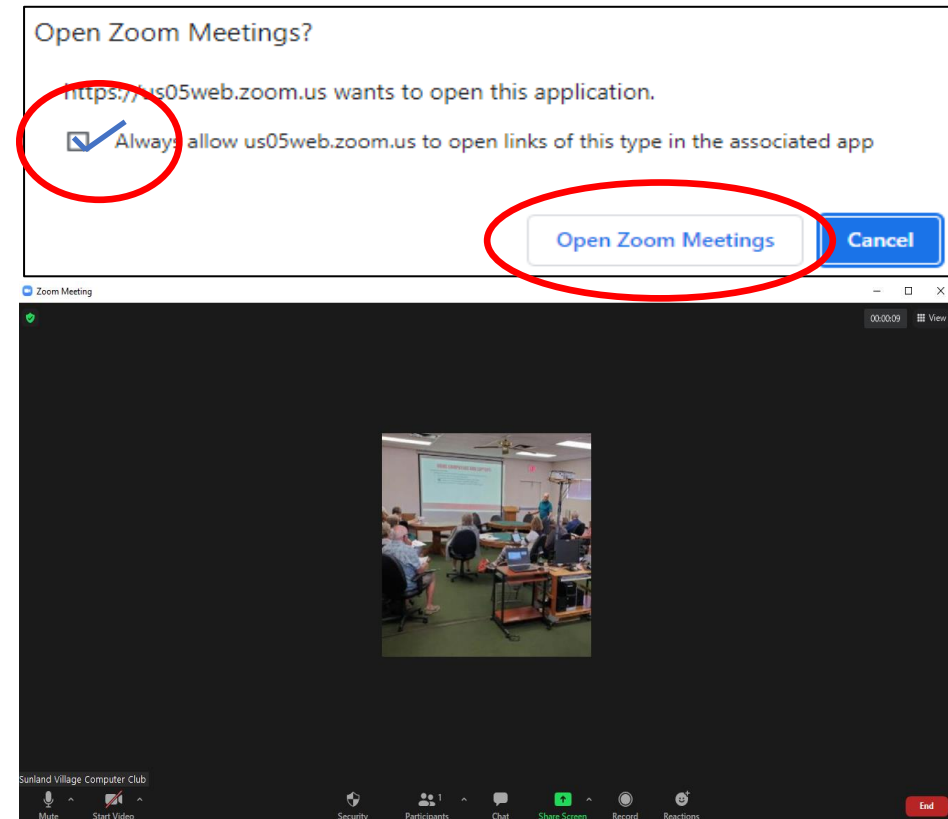 Open Zoom Meetings?
https://us05web.zoom.us wants to open this application.
Always allow us05web.zoom.us to open links of this type in the associated app
Open Zoom Meetings Cancel
Zoom Meeting
00:00:09 View
Sunland Village Computer Club
Mute Start Video Security Participants 1 Chat Share Screen Record Reactions End